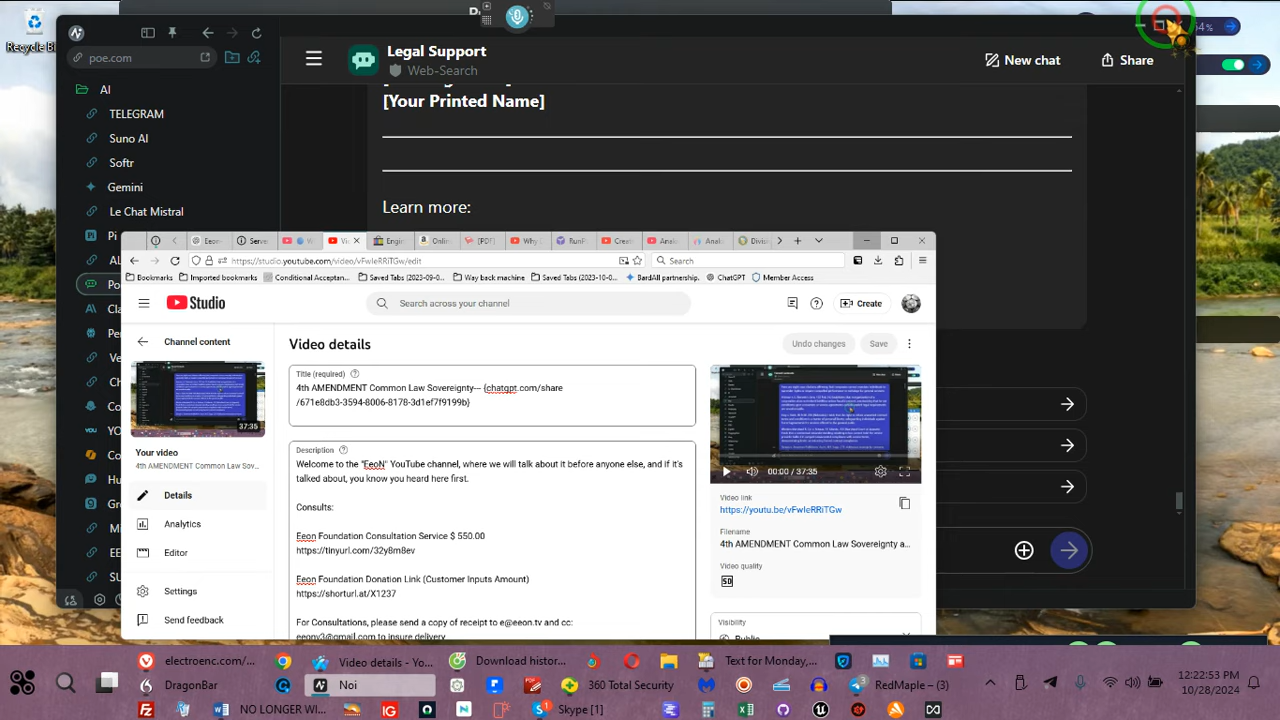 Recycle Bin
54 %
poe.com
AI
TELEGRAM
Suno AI
Softr
Gemini
Le Chat Mistral
Pi
Legal Support
Web-Search
New chat
Share
[Your Printed Name]
Learn more:
https://studio.youtube.com/video/vFwIeRRiTGw/edit
Search
Bookmarks
Imported bookmarks
Conditional Acceptan...
Saved Tabs (2023-09-0...
Way back machine
Saved Tabs (2023-10-0...
BardAll partnership.
ChatGPT
Member Access
Studio
Search across your channel
Create
Channel content
37:35
Your video
4th AMENDMENT Common Law Sov...
Details
Analytics
Editor
Settings
Send feedback
Video details
Undo changes
Save
Title (required)
4th AMENDMENT Common Law Sovereignty--- {chatgpt.com/share
/671e8db3-3594-8006-8178-3d1ef7f9199b}
Description
Welcome to the "EeoN" YouTube channel, where we will talk about it before anyone else, and if it's
talked about, you know you heard here first.
Consults:
Eeon Foundation Consultation Service $ 550.00
https://tinyurl.com/32y8m8ev
Eeon Foundation Donation Link (Customer Inputs Amount)
https://shorturl.at/X1237
For Consultations, please send a copy of receipt to e@eeon.tv and cc:
eeonv3@gmail.com to insure delivery
00:00 / 37:35
Video link
https://youtu.be/vFwIeRRiTGw
Filename
4th AMENDMENT Common Law Sovereignty a...
Video quality
SD
Visibility
Public
electroenc.com/...
Video details - Yo...
Download histor...
Text for Monday,...
DragonBar
Noi
360 Total Security
RedMaple – (3)
NO LONGER WI...
Skype [1]
12:22:53 PM
10/28/2024